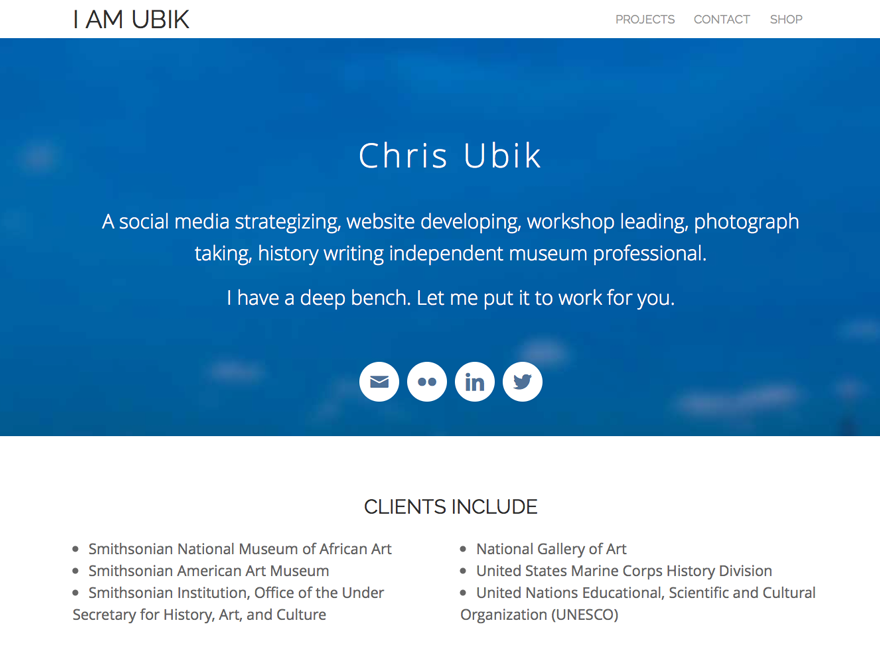 I AM UBIK
PROJECTS CONTACT SHOP
Chris Ubik
A social media strategizing, website developing, workshop leading, photograph
taking, history writing independent museum professional.
I have a deep bench. Let me put it to work for you.
in
CLIENTS INCLUDE
• Smithsonian National Museum of African Art
• Smithsonian American Art Museum
• Smithsonian Institution, Office of the Under
Secretary for History, Art, and Culture
• National Gallery of Art
• United States Marine Corps History Division
• United Nations Educational, Scientific and Cultural
Organization (UNESCO)